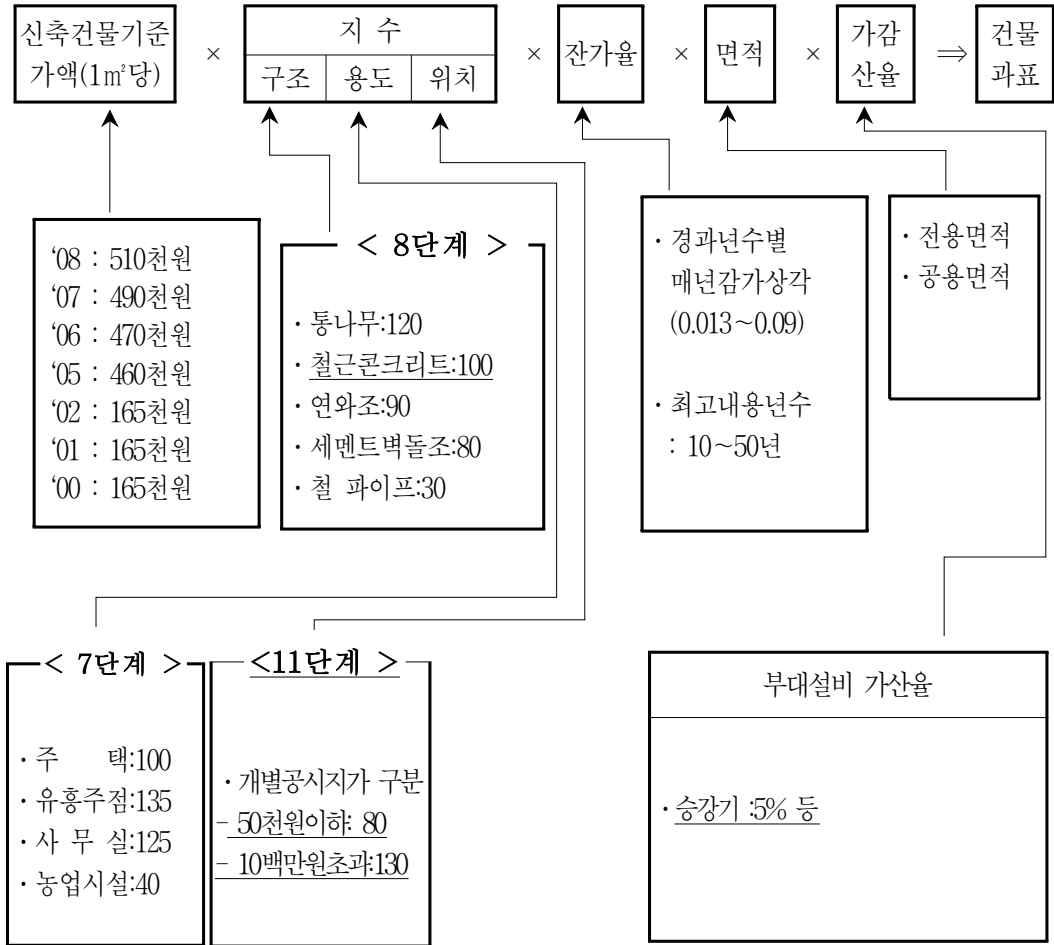 신축건물기준
가액(1㎡당)
×
지 수
구조 용도 위치
×
잔가율
×
면적
×
가감
산율
⇒
건물
과표
‘08 : 510천원
‘07 : 490천원
‘06 : 470천원
‘05 : 460천원
‘02 : 165천원
‘01 : 165천원
‘00 : 165천원
< 8단계 >
· 통나무:120
· 철근콘크리트:100
· 연와조:90
· 세멘트벽돌조:80
· 철 파이프:30
· 경과년수별
매년감가상각
(0.013~0.09)
· 최고내용년수
: 10~50년
· 전용면적
· 공용면적
< 7단계 >
· 주 택:100
· 유흥주점:135
· 사 무 실:125
· 농업시설:40
<11단계 >
· 개별공시지가 구분
- 50천원이하: 80
- 10백만원초과:130
부대설비 가산율
· 승강기 :5% 등